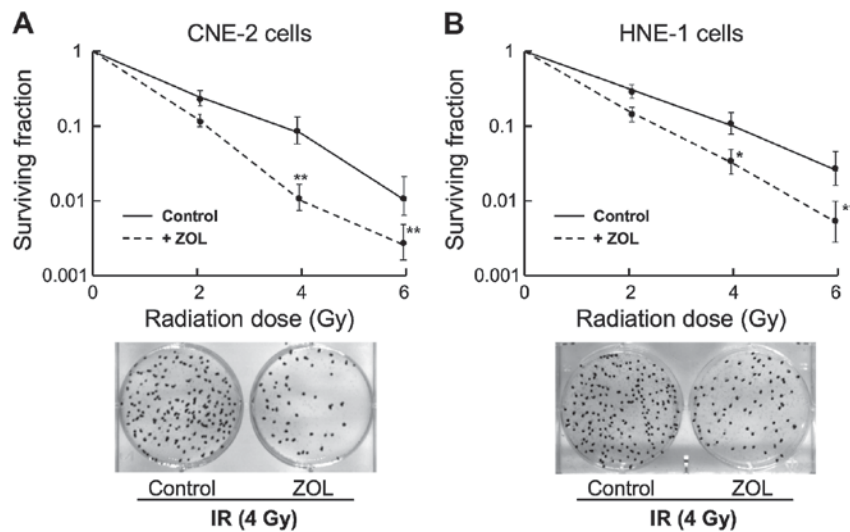 A
CNE-2 cells
1
0.1
0.01
0.001
Surviving fraction
Control
+ ZOL
**
**
0
2
4
6
Radiation dose (Gy)
Control
ZOL
IR (4 Gy)
B
HNE-1 cells
1
0.1
0.01
0.001
Surviving fraction
Control
+ ZOL
*
0
2
4
6
Radiation dose (Gy)
Control
ZOL
IR (4 Gy)